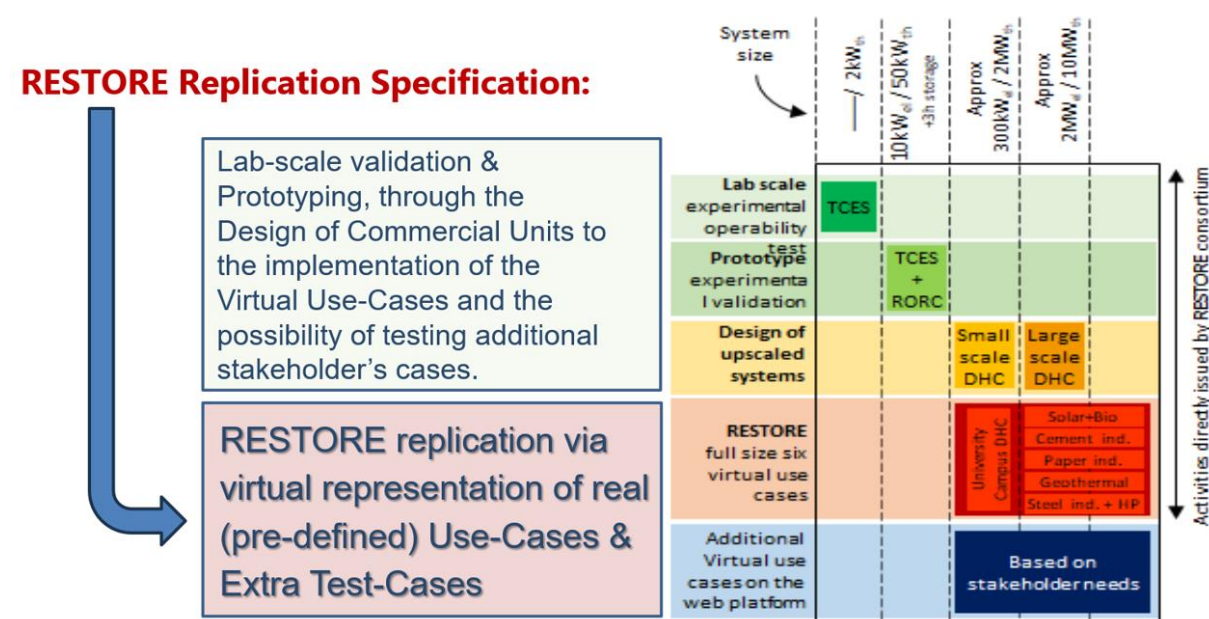 RESTORE Replication Specification:
Lab-scale validation &
Prototyping, through the
Design of Commercial Units to
the implementation of the
Virtual Use-Cases and the
possibility of testing additional
stakeholder's cases.
RESTORE replication via
virtual representation of real
(pre-defined) Use-Cases &
Extra Test-Cases
System
size
/ 2kWth
10kWel / 50kWth
+3h storage
Approx
300kWel / 2MWth
Approx
2MWel / 10MWth
Lab scale
experimental
operability
test
TCES
Prototype
experimenta
l validation
TCES
+
RORC
Design of
upscaled
systems
Small
scale
DHC
Large
scale
DHC
RESTORE
full size six
virtual use
cases
University
Campus DHC
Solar+Bio
Cement ind.
Paper ind.
Geothermal
Steel ind. + HP
Additional
Virtual use
cases on the
web platform
Based on
stakeholder needs
Activities directly issued by RESTORE consortium